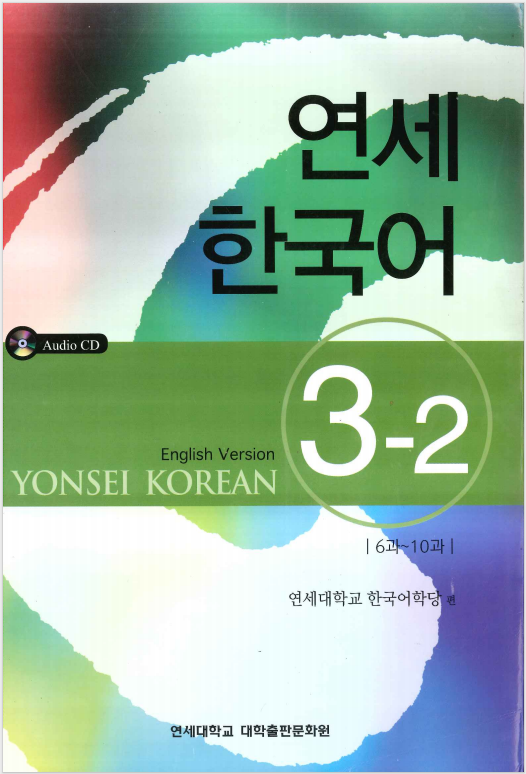 연세
한국어
Audio CD
3-2
English Version
YONSEI KOREAN
| 6과~10과 |
연세대학교 한국어학당 편
연세대학교 대학출판문화원